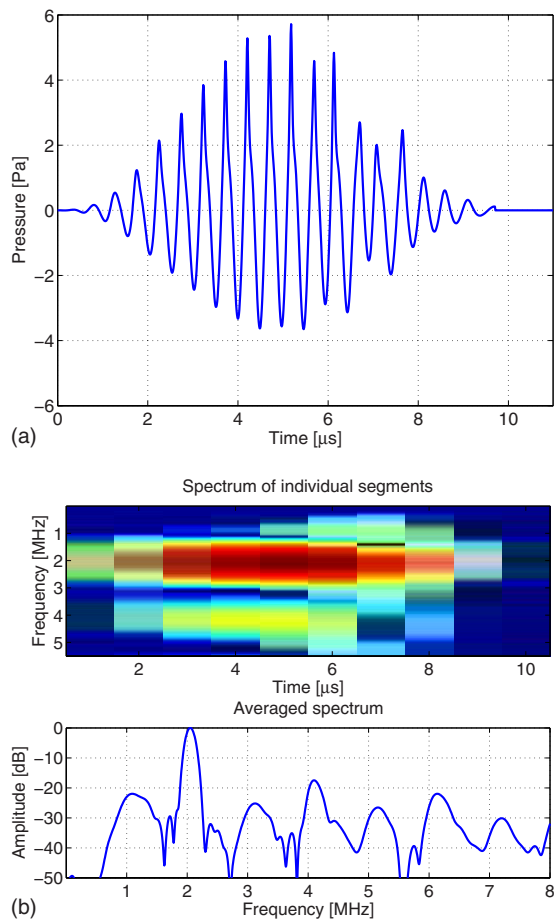 6
4
2
0
−2
−4
−6
Pressure [Pa]
0 2 4 6 8 10
Time [μs]
(a)
Spectrum of individual segments
1
2
3
4
5
Frequency [MHz]
2 4 6 8 10
Time [μs]
Averaged spectrum
0
−10
−20
−30
−40
−50
Amplitude [dB]
1 2 3 4 5 6 7 8
Frequency [MHz]
(b)